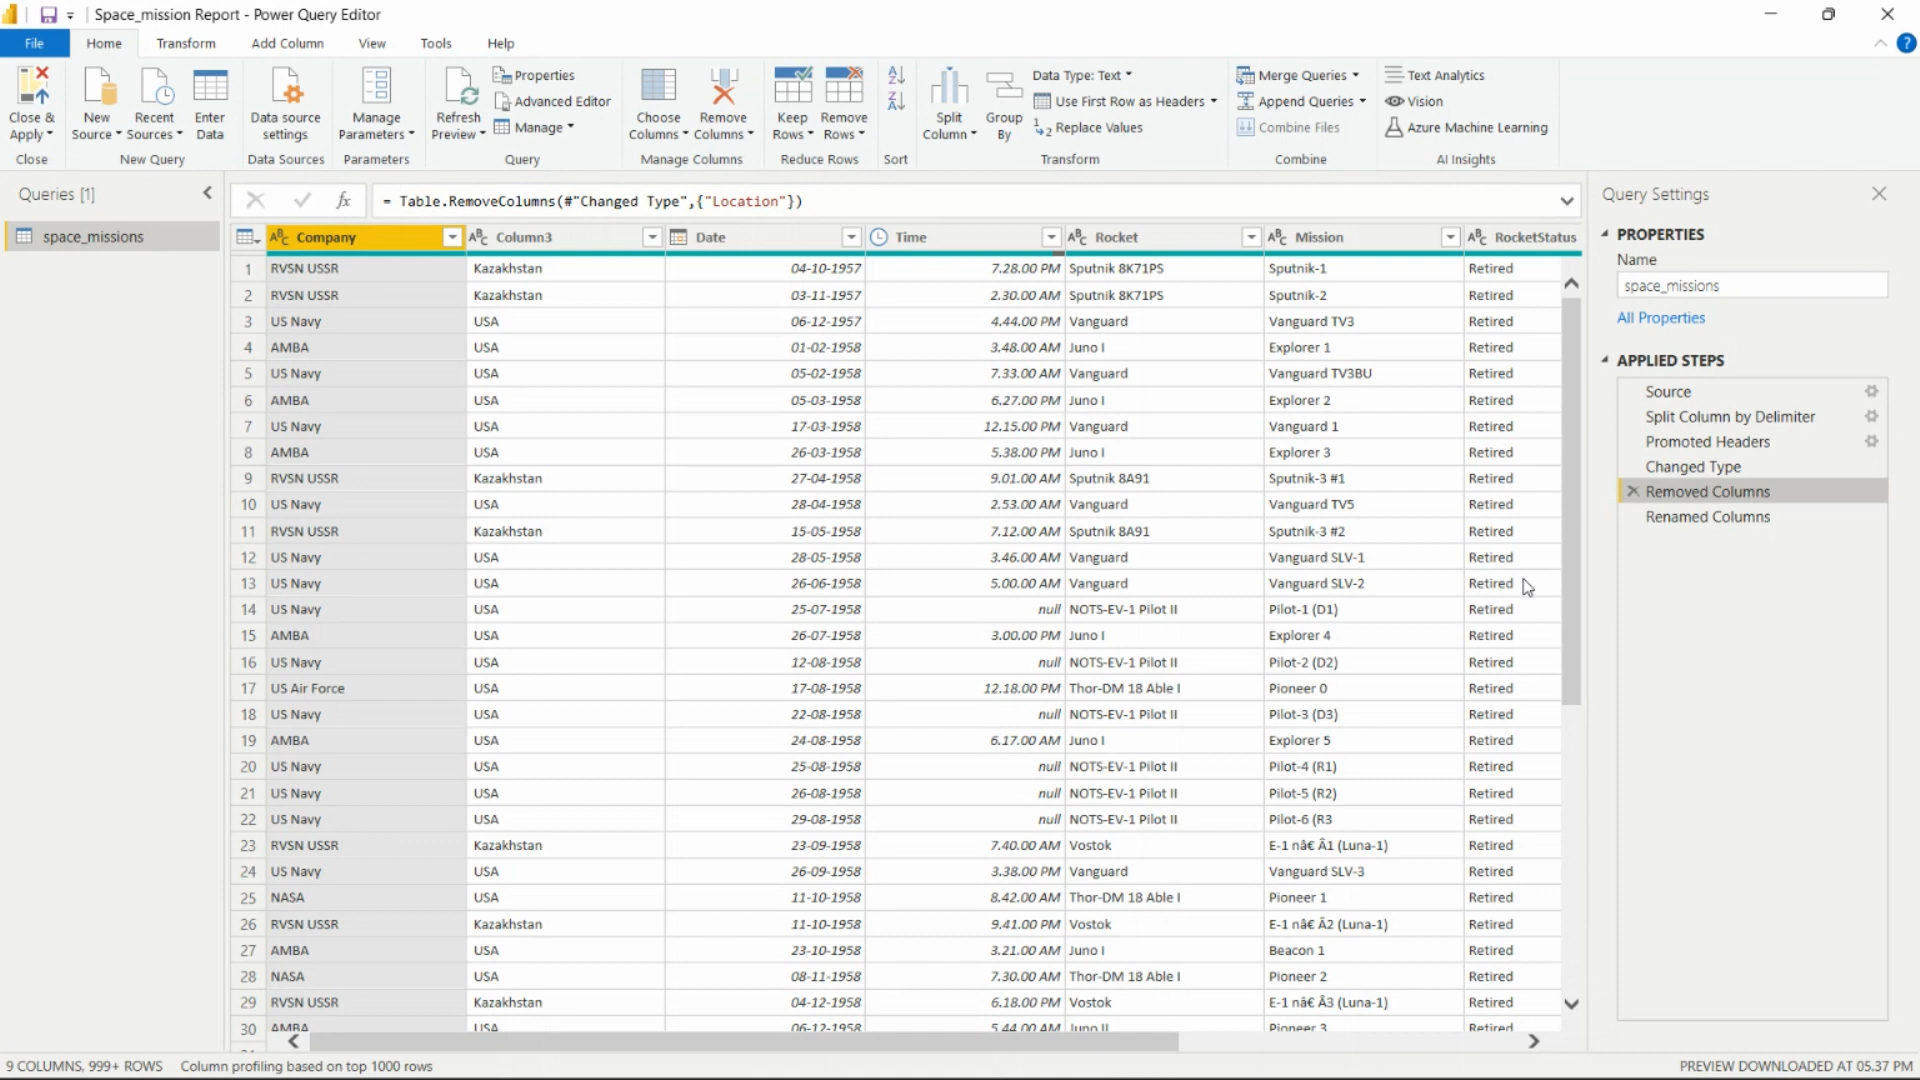 Space_mission Report - Power Query Editor
File Home Transform Add Column View Tools Help
Close & Apply
Close
New Source
Recent Sources
Enter Data
New Query
Data source settings
Data Sources
Manage Parameters
Parameters
Refresh Preview
Properties
Advanced Editor
Manage
Query
Choose Columns
Remove Columns
Manage Columns
Keep Rows
Remove Rows
Reduce Rows
Sort
Split Column
Group By
Data Type: Text
Use First Row as Headers
Replace Values
Transform
Merge Queries
Append Queries
Combine Files
Combine
Text Analytics
Vision
Azure Machine Learning
AI Insights
Queries [1]
space_missions
fx = Table.RemoveColumns(#"Changed Type",{"Location"})
Company Column3 Date Time Rocket Mission RocketStatus
1 RVSN USSR Kazakhstan 04-10-1957 7.28.00 PM Sputnik 8K71PS Sputnik-1 Retired
2 RVSN USSR Kazakhstan 03-11-1957 2.30.00 AM Sputnik 8K71PS Sputnik-2 Retired
3 US Navy USA 06-12-1957 4.44.00 PM Vanguard Vanguard TV3 Retired
4 AMBA USA 01-02-1958 3.48.00 AM Juno I Explorer 1 Retired
5 US Navy USA 05-02-1958 7.33.00 AM Vanguard Vanguard TV3BU Retired
6 AMBA USA 05-03-1958 6.27.00 PM Juno I Explorer 2 Retired
7 US Navy USA 17-03-1958 12.15.00 PM Vanguard Vanguard 1 Retired
8 AMBA USA 26-03-1958 5.38.00 PM Juno I Explorer 3 Retired
9 RVSN USSR Kazakhstan 27-04-1958 9.01.00 AM Sputnik 8A91 Sputnik-3 #1 Retired
10 US Navy USA 28-04-1958 2.53.00 AM Vanguard Vanguard TV5 Retired
11 RVSN USSR Kazakhstan 15-05-1958 7.12.00 AM Sputnik 8A91 Sputnik-3 #2 Retired
12 US Navy USA 28-05-1958 3.46.00 AM Vanguard Vanguard SLV-1 Retired
13 US Navy USA 26-06-1958 5.00.00 AM Vanguard Vanguard SLV-2 Retired
14 US Navy USA 25-07-1958 null NOTS-EV-1 Pilot II Pilot-1 (D1) Retired
15 AMBA USA 26-07-1958 3.00.00 PM Juno I Explorer 4 Retired
16 US Navy USA 12-08-1958 null NOTS-EV-1 Pilot II Pilot-2 (D2) Retired
17 US Air Force USA 17-08-1958 12.18.00 PM Thor-DM 18 Able I Pioneer 0 Retired
18 US Navy USA 22-08-1958 null NOTS-EV-1 Pilot II Pilot-3 (D3) Retired
19 AMBA USA 24-08-1958 6.17.00 AM Juno I Explorer 5 Retired
20 US Navy USA 25-08-1958 null NOTS-EV-1 Pilot II Pilot-4 (R1) Retired
21 US Navy USA 26-08-1958 null NOTS-EV-1 Pilot II Pilot-5 (R2) Retired
22 US Navy USA 29-08-1958 null NOTS-EV-1 Pilot II Pilot-6 (R3 Retired
23 RVSN USSR Kazakhstan 23-09-1958 7.40.00 AM Vostok E-1 nâ€ Â1 (Luna-1) Retired
24 US Navy USA 26-09-1958 3.38.00 PM Vanguard Vanguard SLV-3 Retired
25 NASA USA 11-10-1958 8.42.00 AM Thor-DM 18 Able I Pioneer 1 Retired
26 RVSN USSR Kazakhstan 11-10-1958 9.41.00 PM Vostok E-1 nâ€ Â2 (Luna-1) Retired
27 AMBA USA 23-10-1958 3.21.00 AM Juno I Beacon 1 Retired
28 NASA USA 08-11-1958 7.30.00 AM Thor-DM 18 Able I Pioneer 2 Retired
29 RVSN USSR Kazakhstan 04-12-1958 6.18.00 PM Vostok E-1 nâ€ Â3 (Luna-1) Retired
30 AMBA USA 06-12-1958 5.44.00 AM Juno II Pioneer 3 Retired
Query Settings
PROPERTIES
Name
space_missions
All Properties
APPLIED STEPS
Source
Split Column by Delimiter
Promoted Headers
Changed Type
Removed Columns
Renamed Columns
9 COLUMNS, 999+ ROWS Column profiling based on top 1000 rows
PREVIEW DOWNLOADED AT 05.37 PM